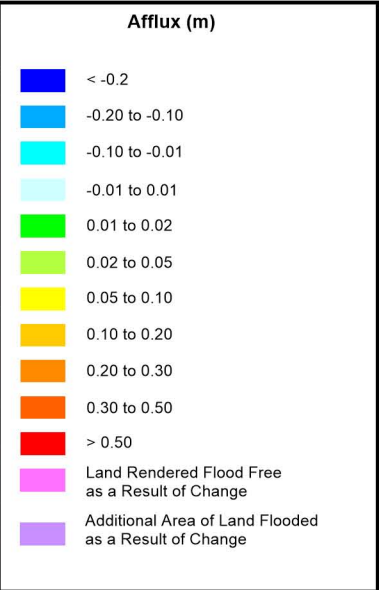 Afflux (m)
< -0.2
-0.20 to -0.10
-0.10 to -0.01
-0.01 to 0.01
0.01 to 0.02
0.02 to 0.05
0.05 to 0.10
0.10 to 0.20
0.20 to 0.30
0.30 to 0.50
> 0.50
Land Rendered Flood Free
as a Result of Change
Additional Area of Land Flooded
as a Result of Change